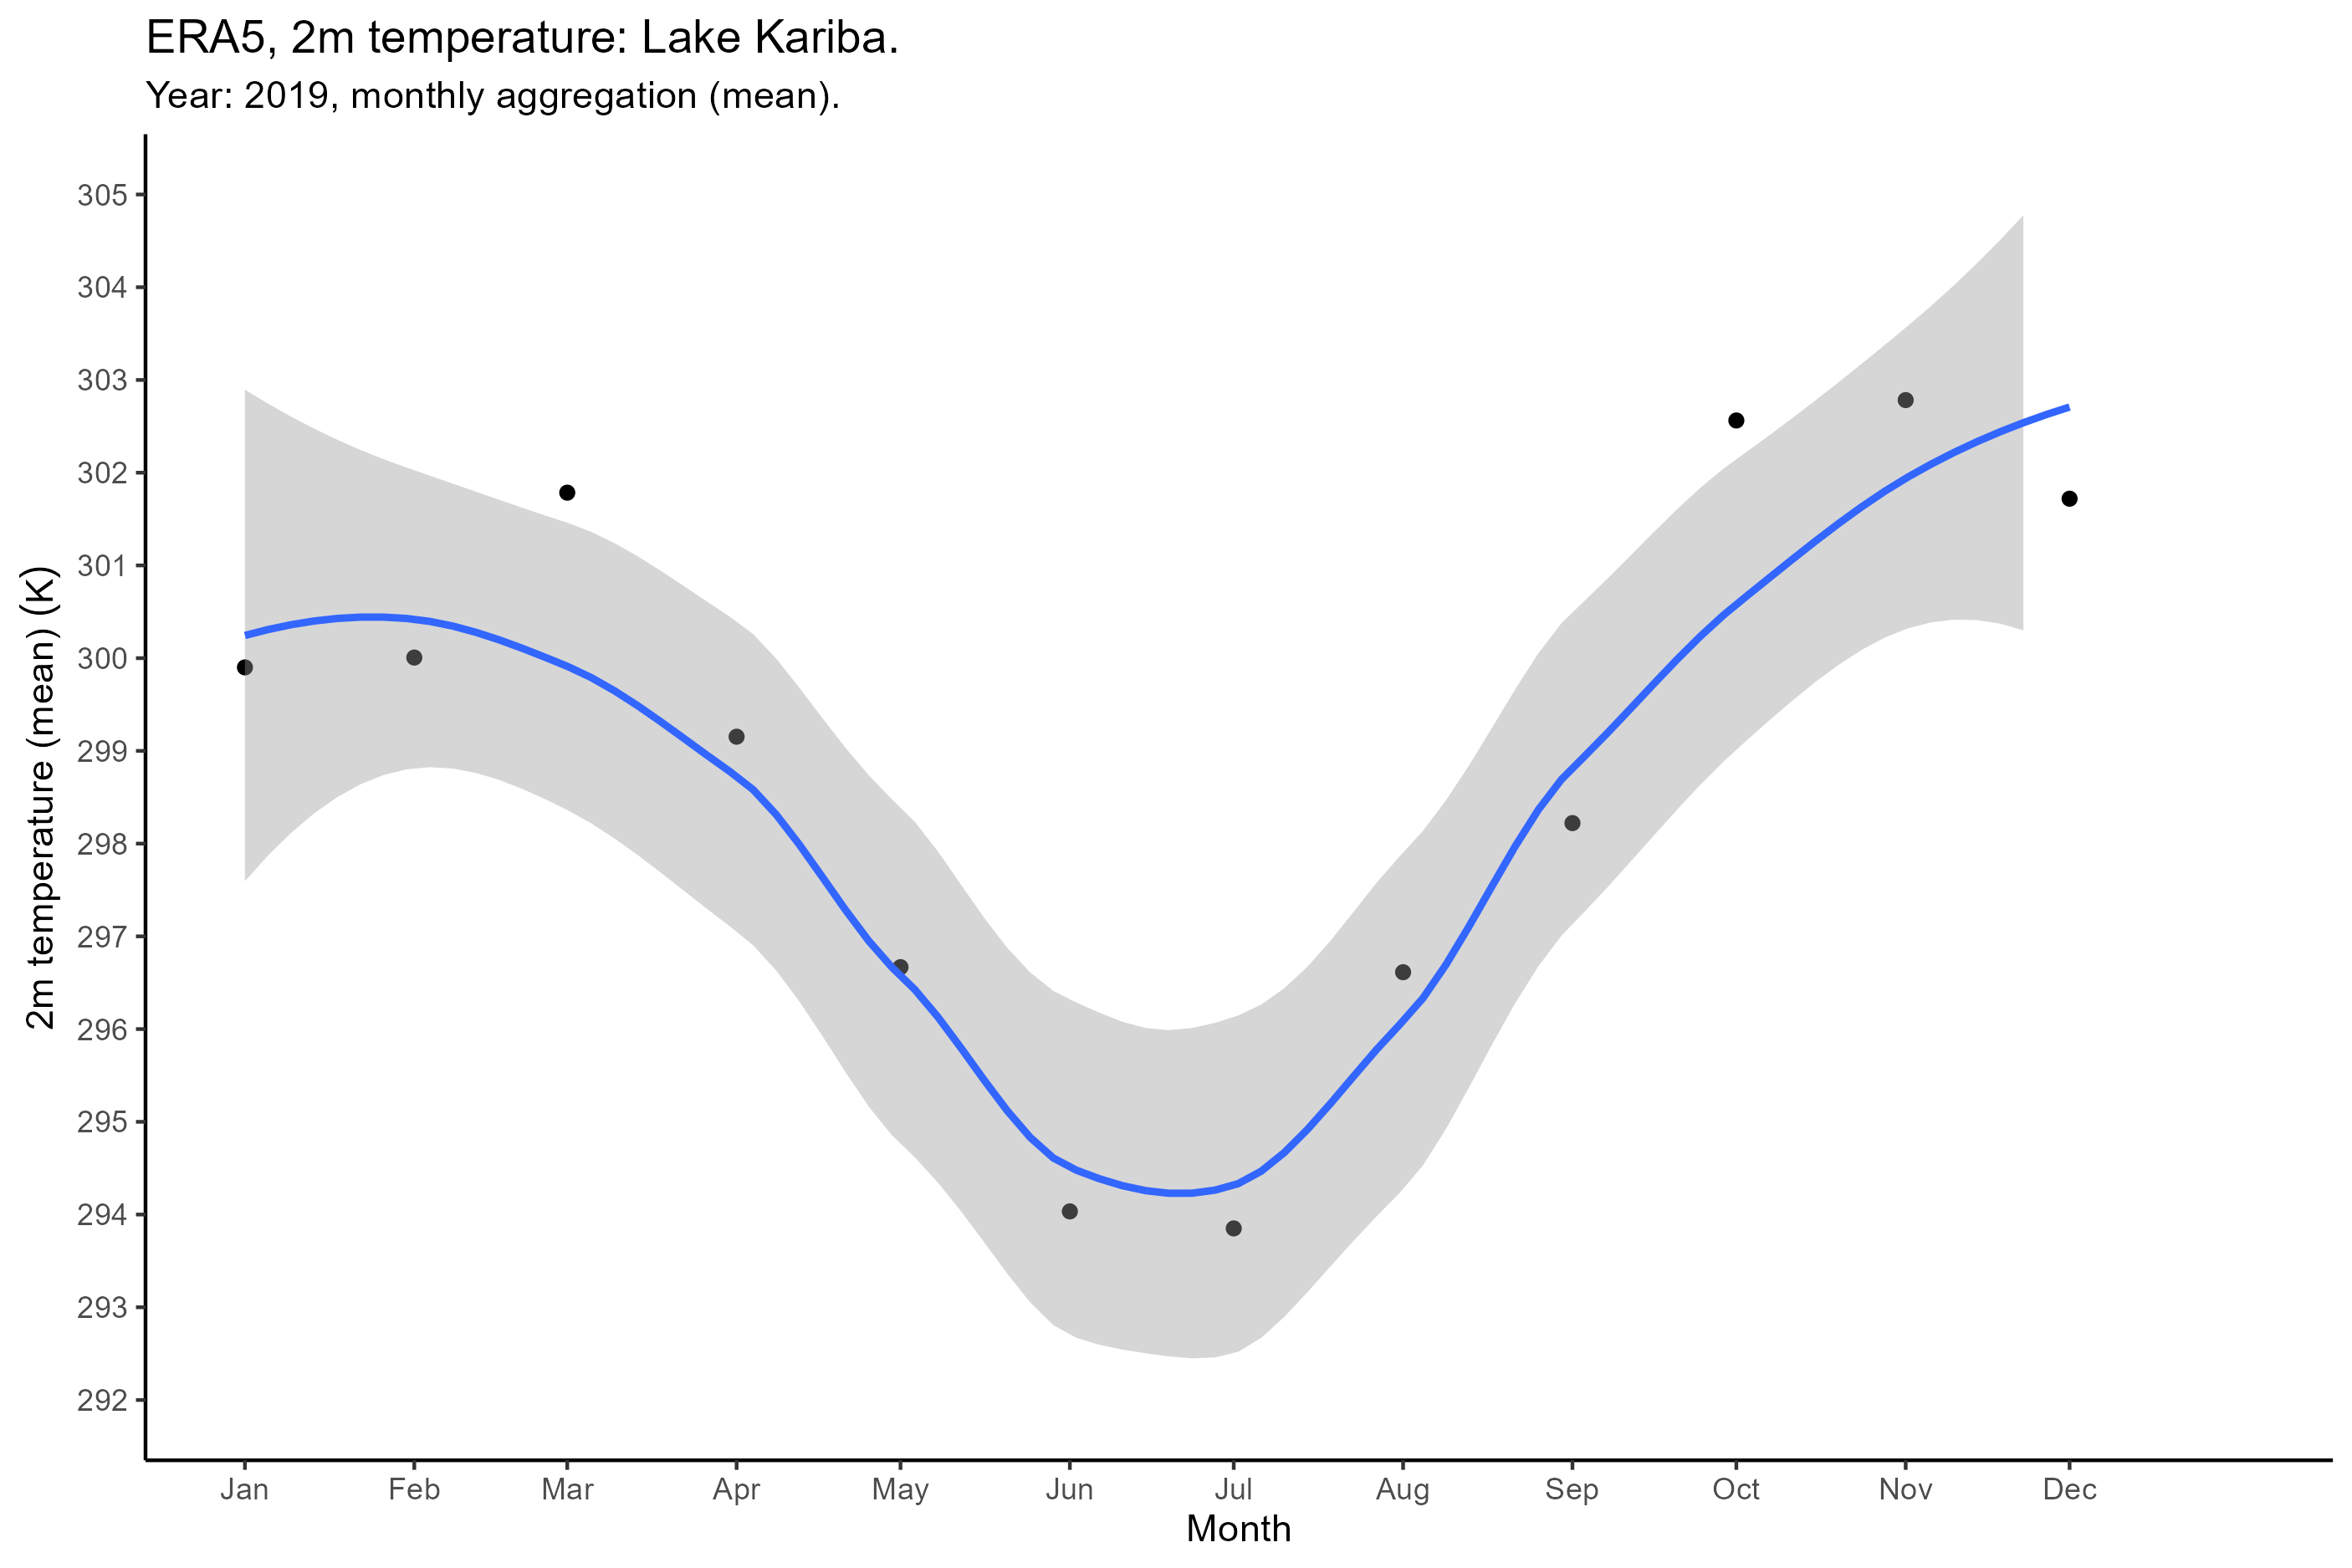 ERA5, 2m temperature: Lake Kariba.
Year: 2019, monthly aggregation (mean).
2m temperature (mean) (K)
305
304
303
302
301
300
299
298
297
296
295
294
293
292
Jan Feb Mar Apr May Jun Jul Aug Sep Oct Nov Dec
Month